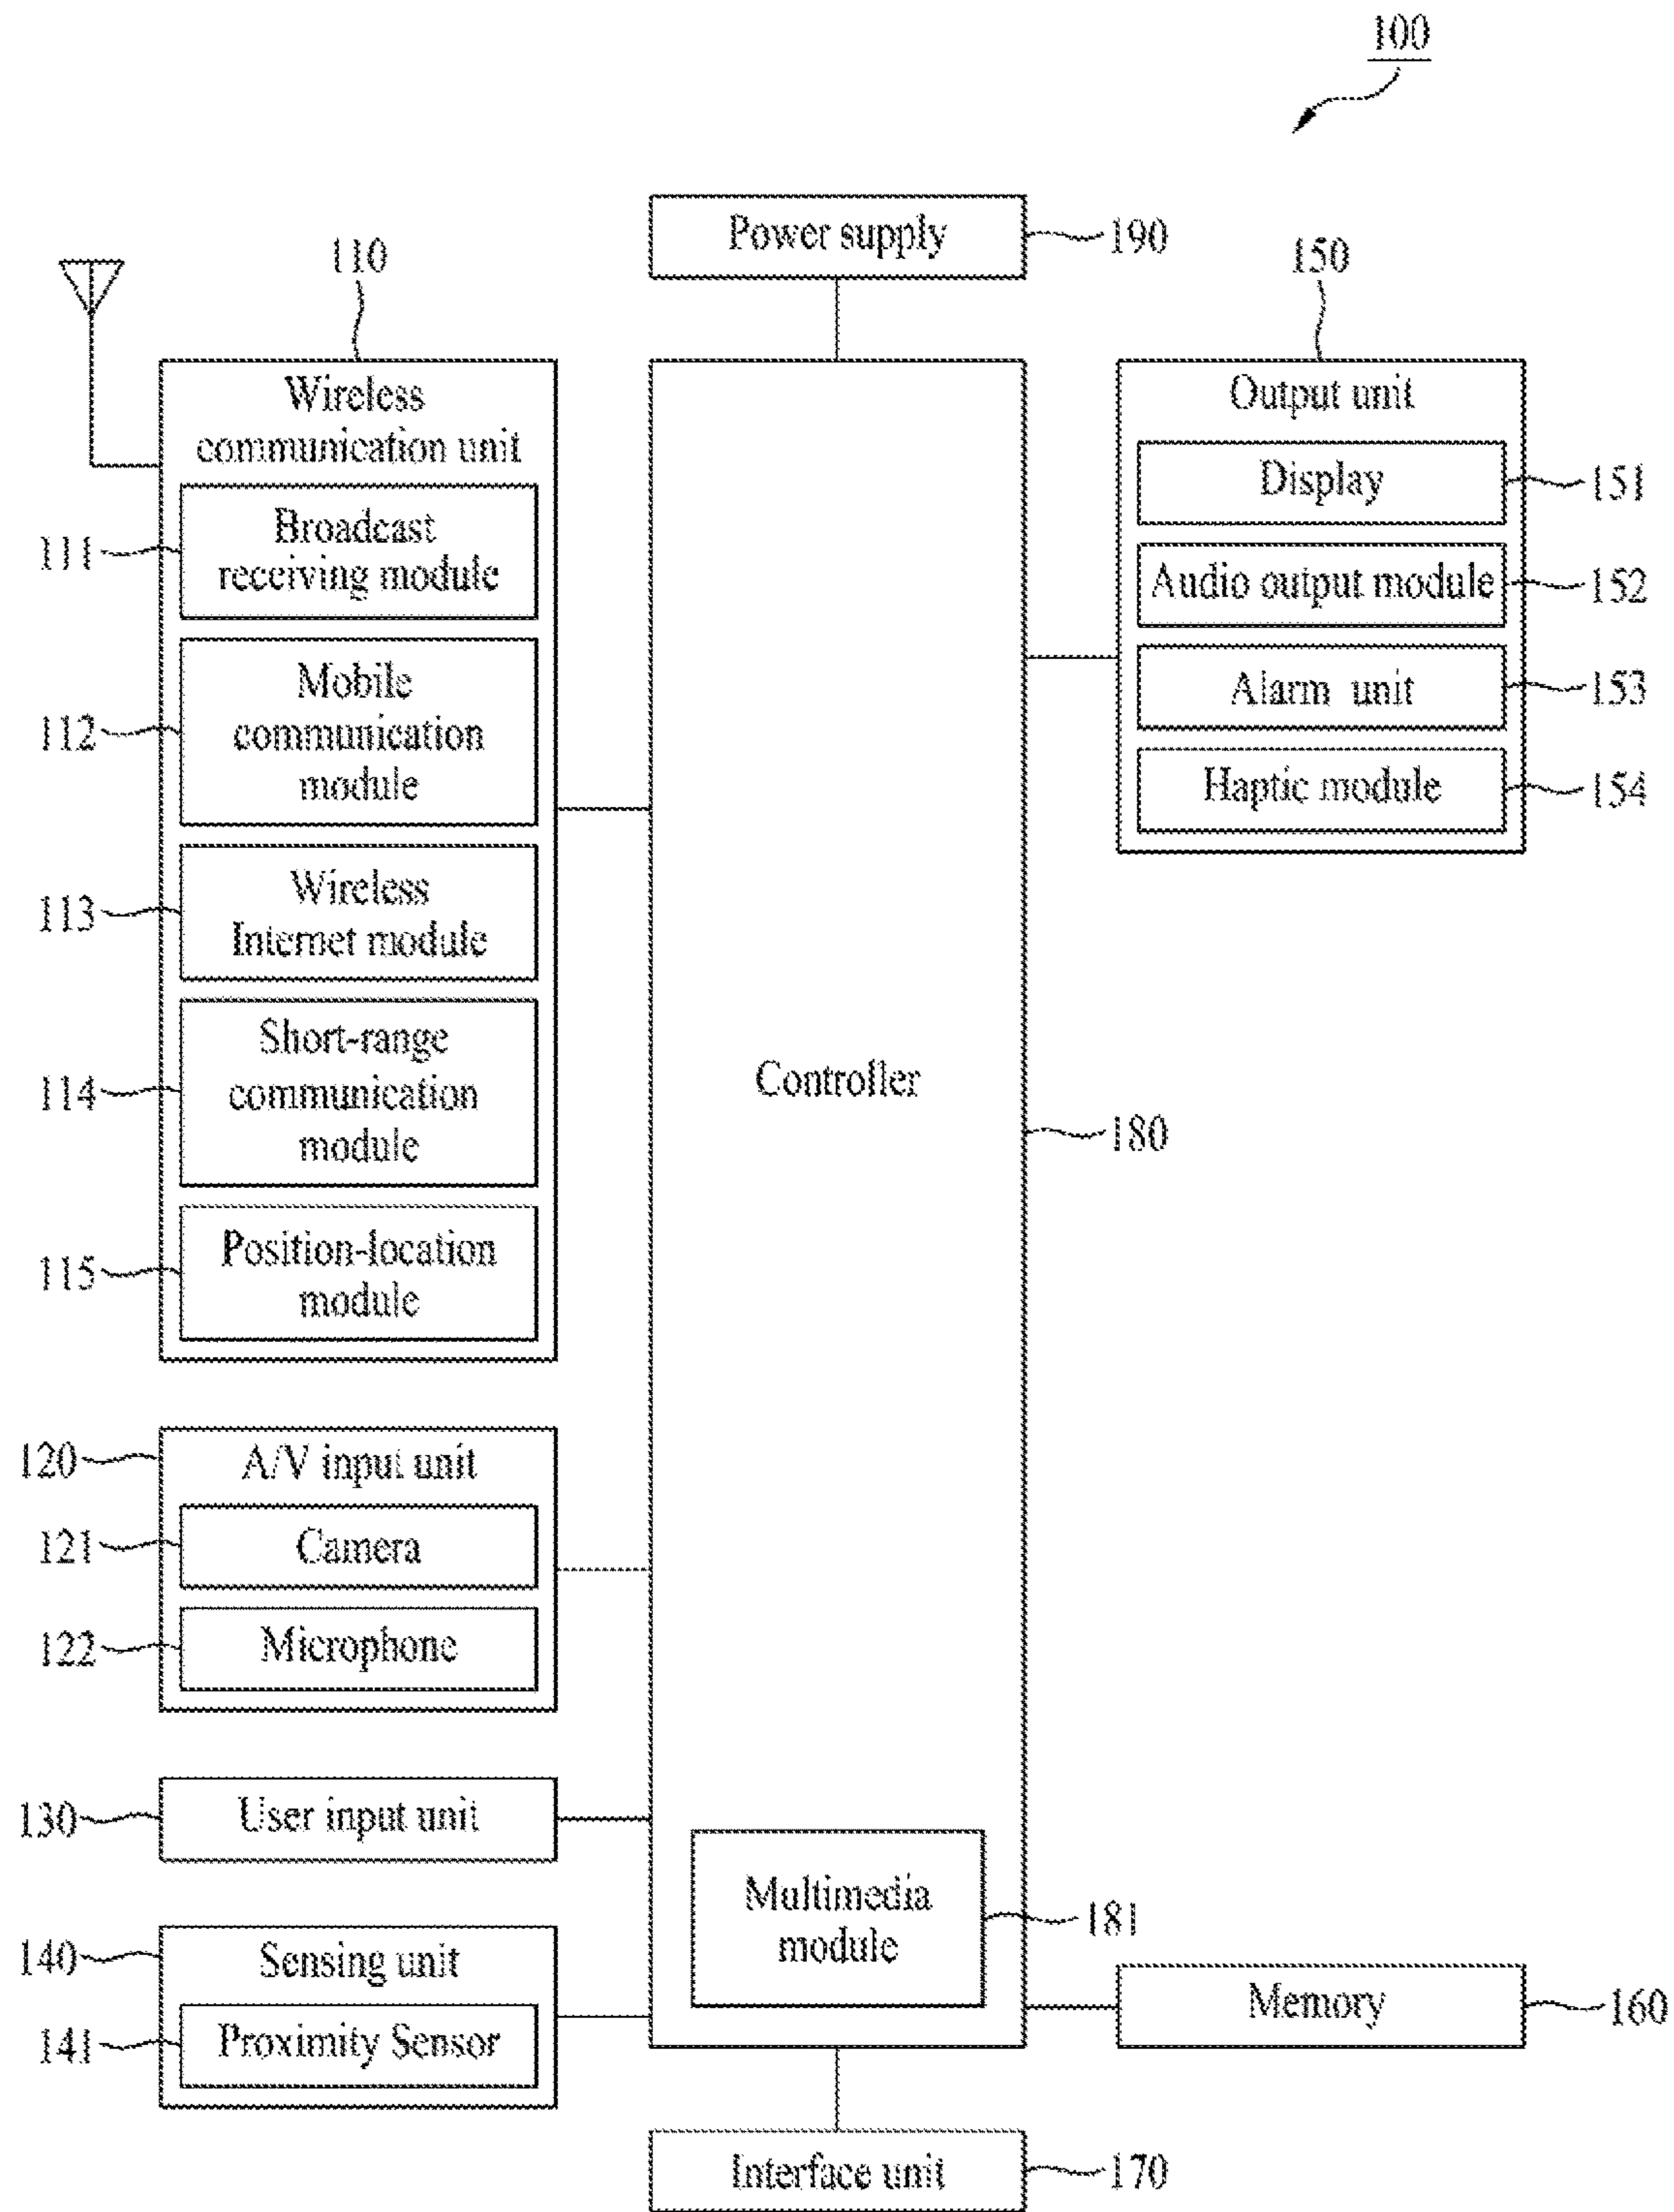 100
Power supply
190
110
150
Wireless
communication unit
Broadcast
receiving module
111
Mobile
communication
module
112
Wireless
Internet module
113
Short-range
communication
module
114
Position-location
module
115
A/V input unit
120
Camera
121
Microphone
122
User input unit
130
Sensing unit
140
Proximity Sensor
141
Controller
180
Multimedia
module
181
Output unit
Display
151
Audio output module
152
Alarm unit
153
Haptic module
154
Memory
160
Interface unit
170